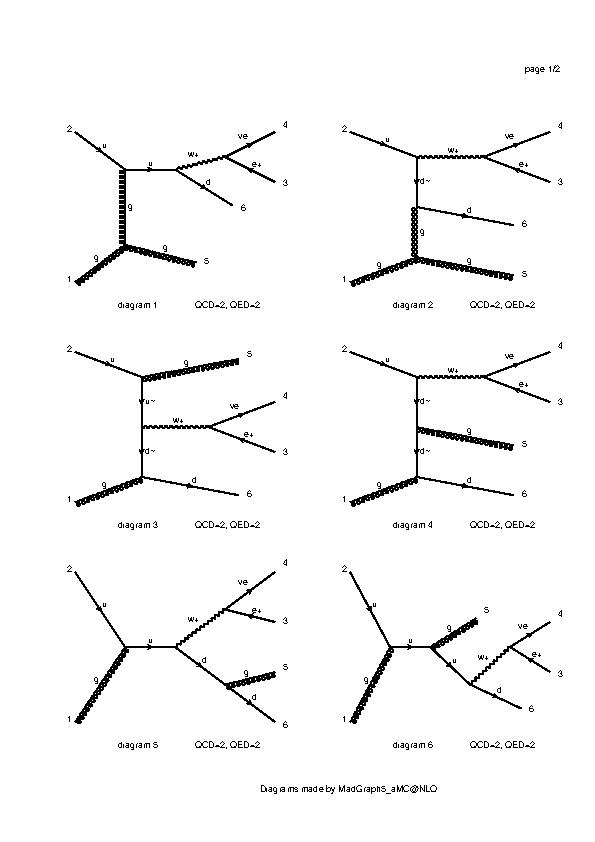 page 1/2
2
u
g
g
g
1
u
w+
ve
e+
d
4
3
6
5
diagram 1 QCD=2, QED=2
2
u
w+
ve
e+
4
3
d~
d
6
g
g
g
1
5
diagram 2 QCD=2, QED=2
2
u
g
5
u~
w+
ve
e+
4
3
d~
g
1
d
6
diagram 3 QCD=2, QED=2
2
u
w+
ve
e+
4
3
d~
g
5
d~
g
1
d
6
diagram 4 QCD=2, QED=2
2
u
g
1
u
w+
ve
e+
4
3
d
g
5
d
6
diagram 5 QCD=2, QED=2
2
u
g
1
u
g
5
u
w+
ve
e+
4
3
d
6
diagram 6 QCD=2, QED=2
Diagrams made by MadGraph5_aMC@NLO